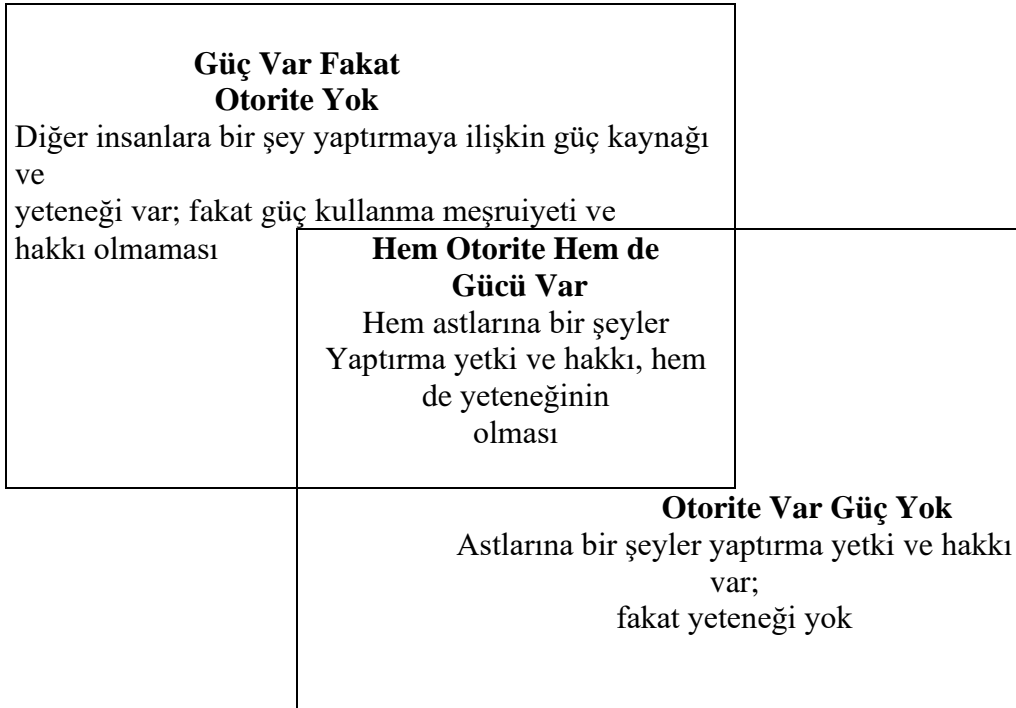 Güç Var Fakat
Otorite Yok
Diğer insanlara bir şey yaptırmaya ilişkin güç kaynağı
ve
yeteneği var; fakat güç kullanma meşruiyeti ve
hakkı olmaması
Hem Otorite Hem de
Gücü Var
Hem astlarına bir şeyler
Yaptırma yetki ve hakkı, hem
de yeteneğinin
olması
Otorite Var Güç Yok
Astlarına bir şeyler yaptırma yetki ve hakkı
var;
fakat yeteneği yok